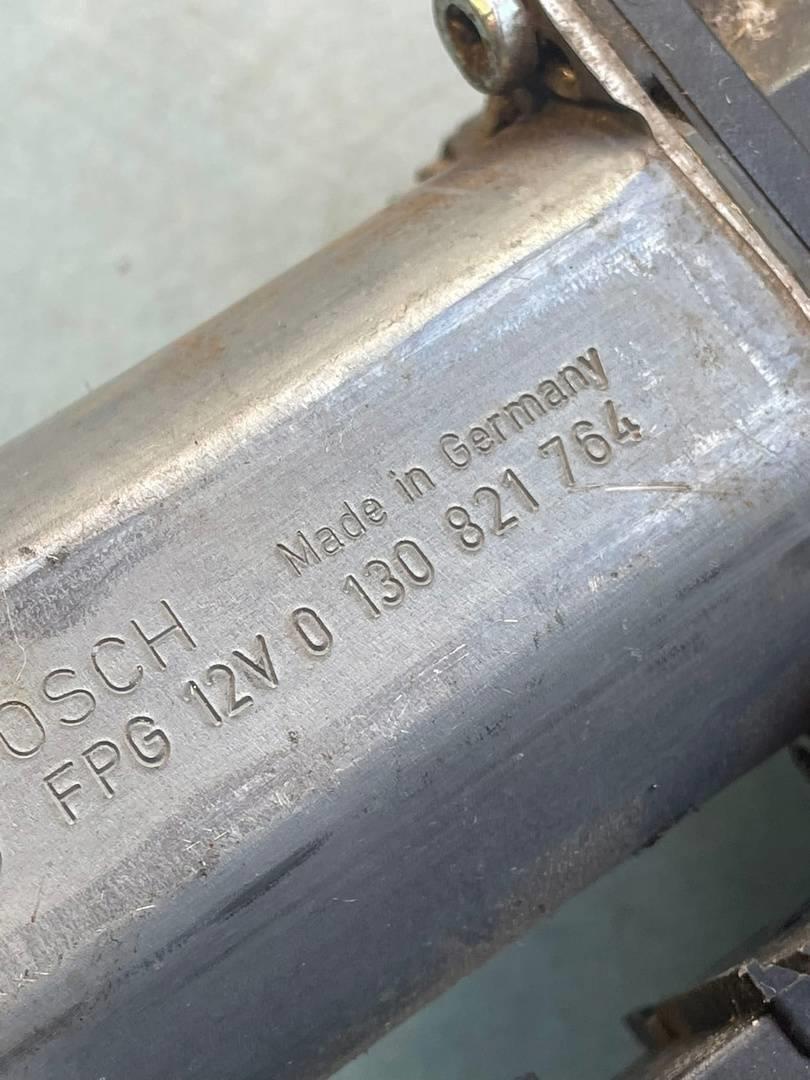 Made in Germany
OSCH
FPG 12V 0 130 821 764